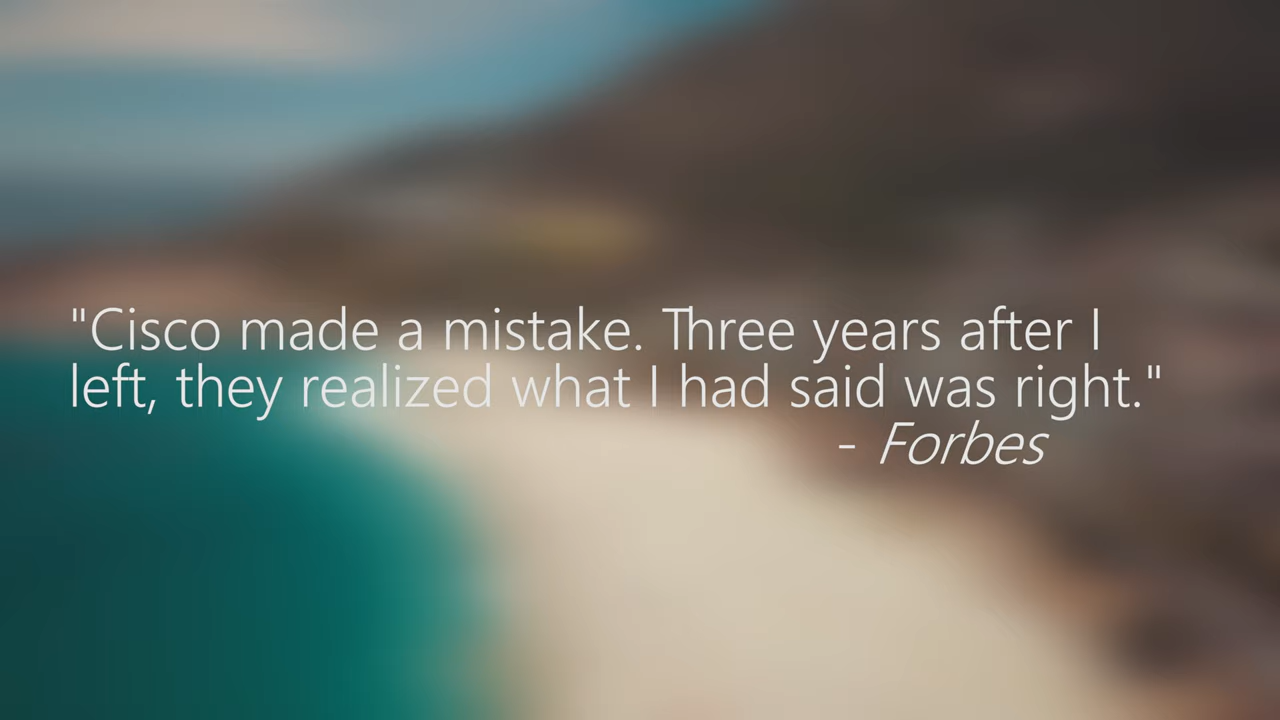 "Cisco made a mistake. Three years after I
left, they realized what I had said was right."
- Forbes